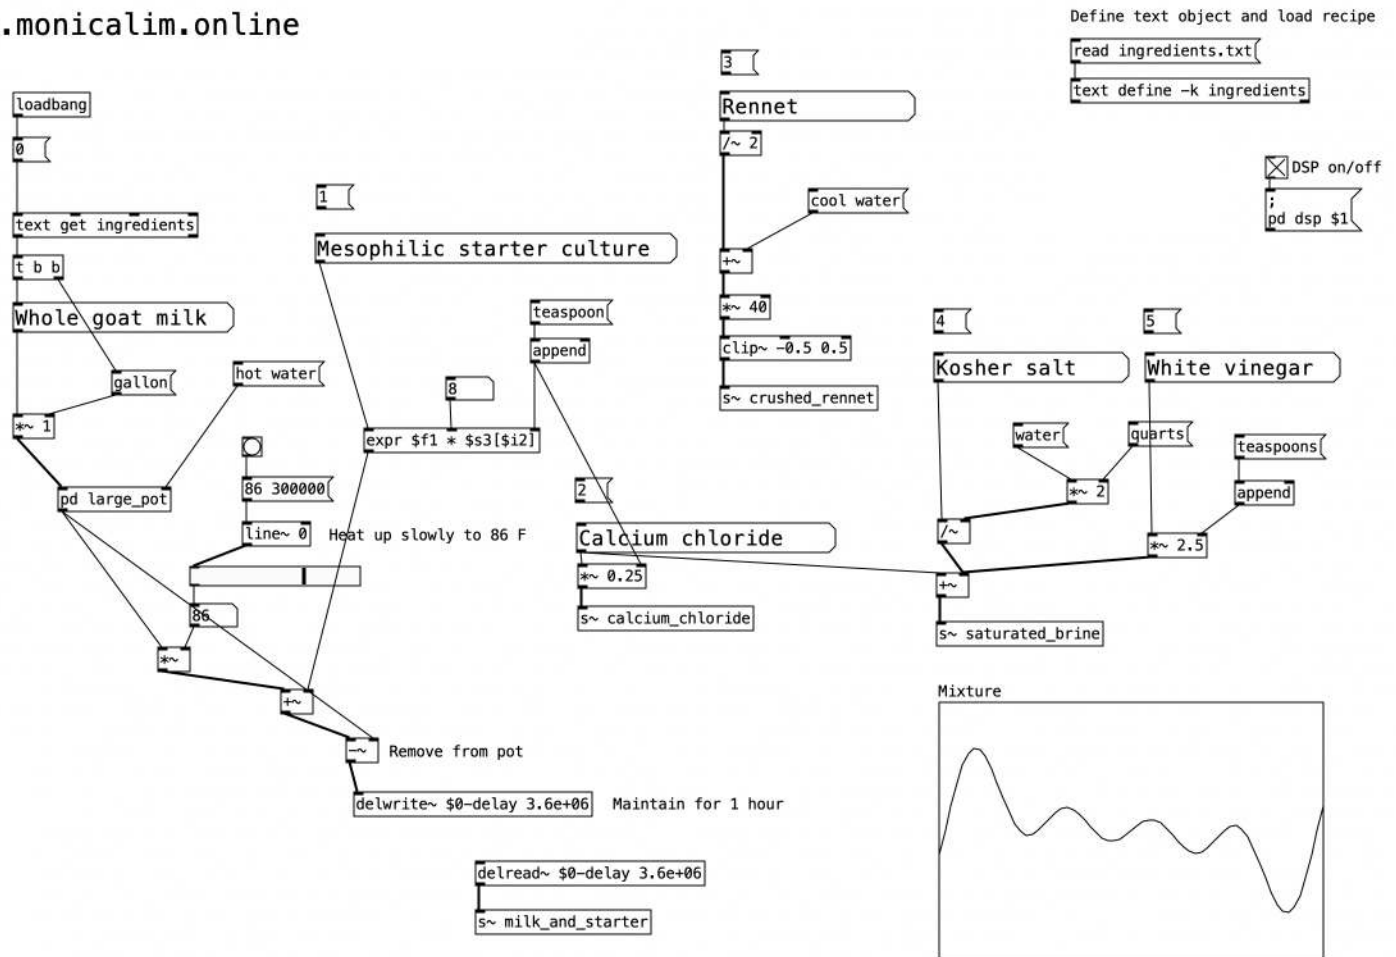 .monicalim.online
Define text object and load recipe
read ingredients.txt
text define -k ingredients
DSP on/off
;
pd dsp $1
loadbang
0
text get ingredients
t b b
Whole goat milk
gallon
hot water
*~ 1
pd large_pot
86 300000
line~ 0
Heat up slowly to 86 F
86
*~
+~
-~
Remove from pot
delwrite~ $0-delay 3.6e+06
Maintain for 1 hour
delread~ $0-delay 3.6e+06
s~ milk_and_starter
1
Mesophilic starter culture
teaspoon
append
8
expr $f1 * $s3[$i2]
2
Calcium chloride
*~ 0.25
s~ calcium_chloride
3
Rennet
/~ 2
cool water
+~
*~ 40
clip~ -0.5 0.5
s~ crushed_rennet
4
Kosher salt
water
quarts
*~ 2
/~
+~
s~ saturated_brine
5
White vinegar
teaspoons
append
*~ 2.5
Mixture